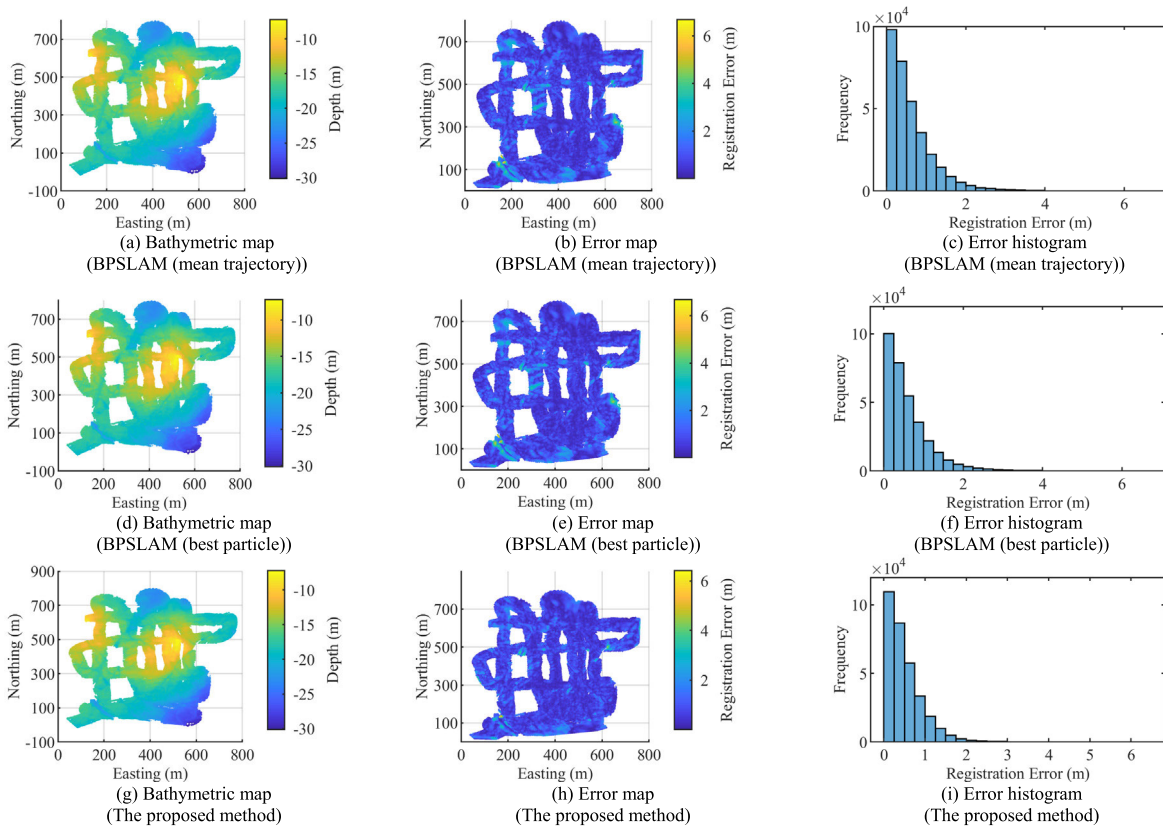 700
500
300
100
-100
Northing (m)
0 200 400 600 800
Easting (m)
-10
-15
-20
-25
-30
Depth (m)
(a) Bathymetric map
(BPSLAM (mean trajectory))
700
500
300
100
Northing (m)
0 200 400 600 800
Easting (m)
6
4
2
Registration Error (m)
(b) Error map
(BPSLAM (mean trajectory))
×10⁴
10
5
0
Frequency
0 2 4 6
Registration Error (m)
(c) Error histogram
(BPSLAM (mean trajectory))
700
500
300
100
-100
Northing (m)
0 200 400 600 800
Easting (m)
-10
-15
-20
-25
-30
Depth (m)
(d) Bathymetric map
(BPSLAM (best particle))
700
500
300
100
Northing (m)
0 200 400 600 800
Easting (m)
6
4
2
Registration Error (m)
(e) Error map
(BPSLAM (best particle))
×10⁴
10
5
0
Frequency
0 2 4 6
Registration Error (m)
(f) Error histogram
(BPSLAM (best particle))
900
700
500
300
100
-100
Northing (m)
0 200 400 600 800
Easting (m)
-10
-15
-20
-25
-30
Depth (m)
(g) Bathymetric map
(The proposed method)
900
700
500
300
100
Northing (m)
0 200 400 600 800
Easting (m)
6
4
2
Registration Error (m)
(h) Error map
(The proposed method)
×10⁴
10
5
0
Frequency
0 1 2 3 4 5 6
Registration Error (m)
(i) Error histogram
(The proposed method)